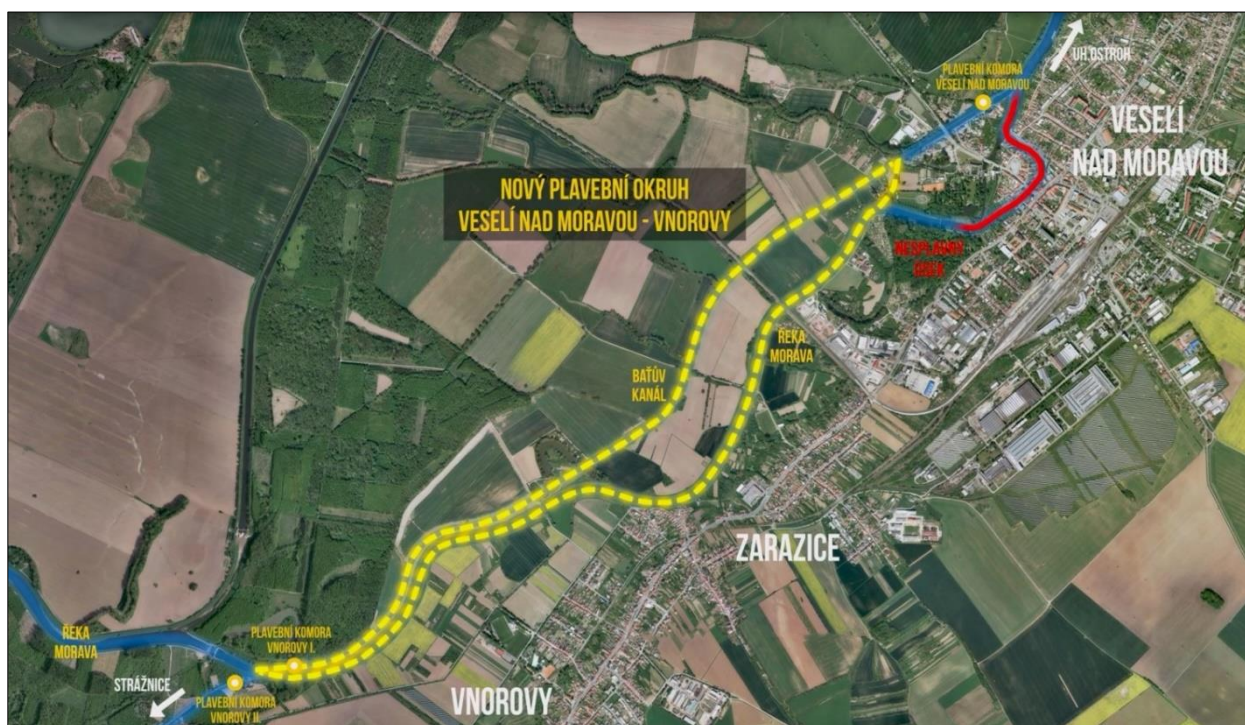 UH.OSTROH
PLAVEBNÍ KOMORA
VESELÍ NAD MORAVOU
VESELÍ
NAD MORAVOU
NOVÝ PLAVEBNÍ OKRUH
VESELÍ NAD MORAVOU - VNOROVY
NESPLAVNÝ
ÚSEK
ŘEKA
MORAVA
BAŤŮV
KANÁL
ZARAZICE
ŘEKA
MORAVA
PLAVEBNÍ KOMORA
VNOROVY I.
STRÁŽNICE
PLAVEBNÍ KOMORA
VNOROVY II.
VNOROVY